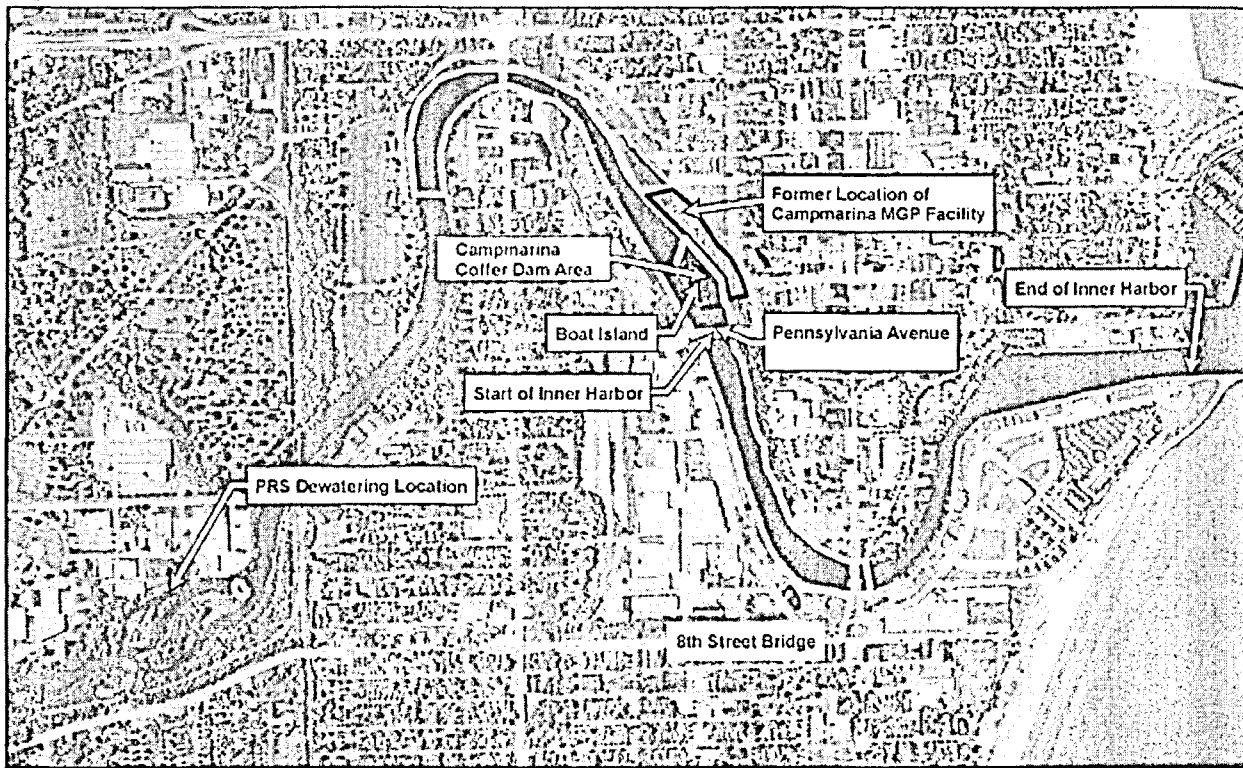 Former Location of
Campmarina MGP Facility
Campmarina
Coffer Dam Area
End of Inner Harbor
Boat Island
Pennsylvania Avenue
Start of Inner Harbor
PRS Dewatering Location
8th Street Bridge